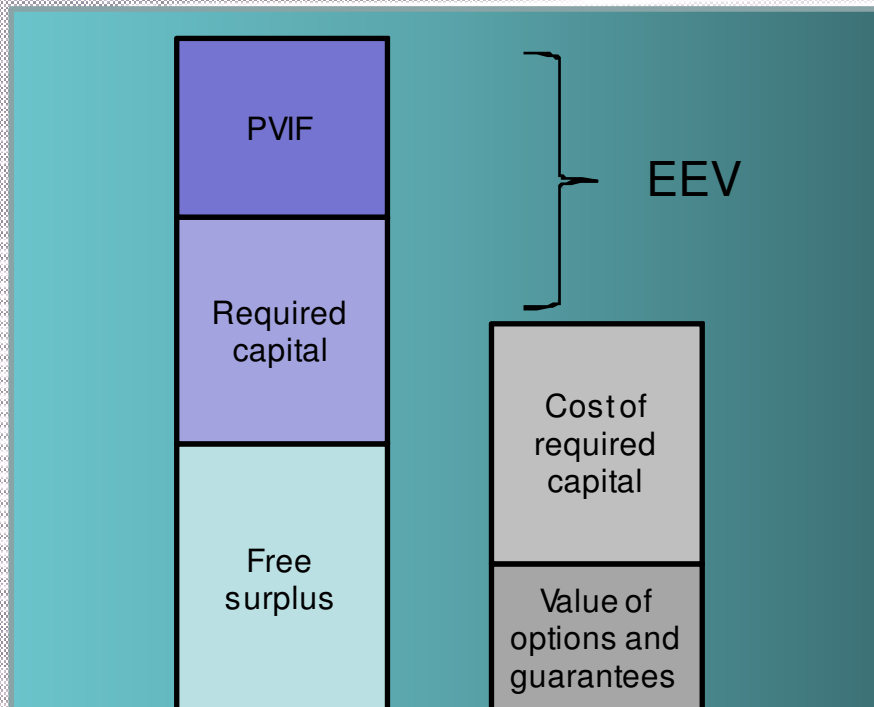 PVIF
EEV
Required
capital
Cost of
required
capital
Free
surplus
Value of
options and
guarantees